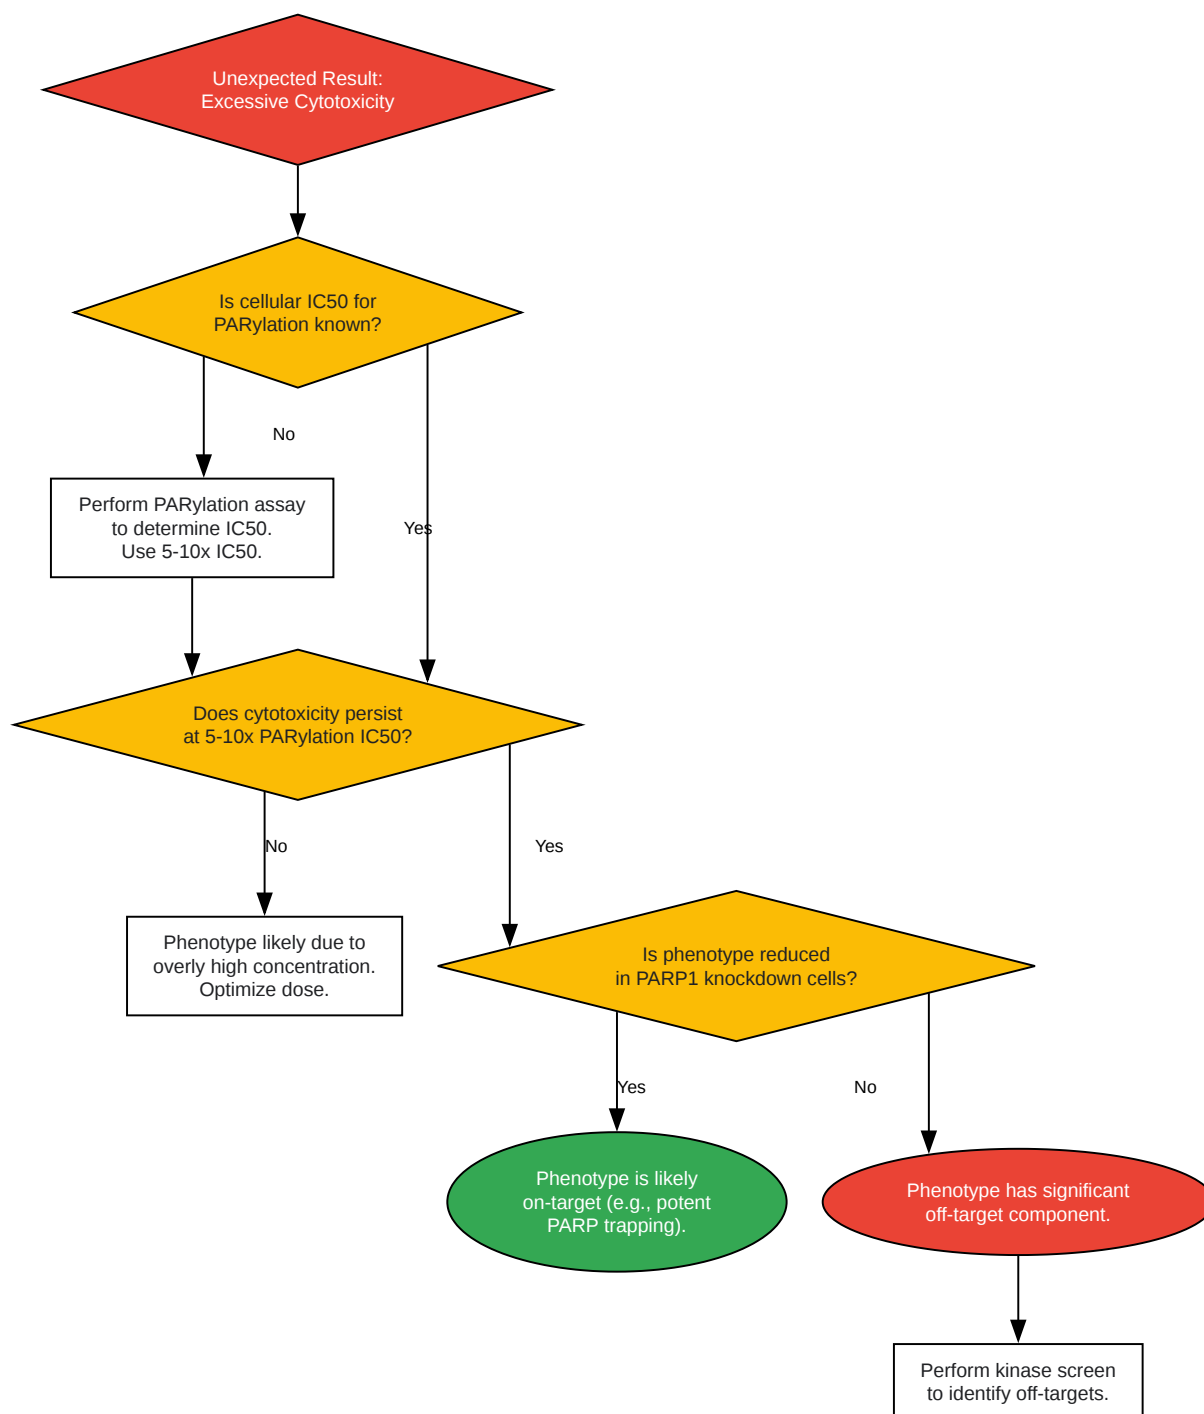 Unexpected Result:
Excessive Cytotoxicity
Is cellular IC50 for
PARylation known?
No
Perform PARylation assay
to determine IC50.
Use 5-10x IC50.
Yes
Does cytotoxicity persist
at 5-10x PARylation IC50?
No
Yes
Phenotype likely due to
overly high concentration.
Optimize dose.
Is phenotype reduced
in PARP1 knockdown cells?
Yes
No
Phenotype is likely
on-target (e.g., potent
PARP trapping).
Phenotype has significant
off-target component.
Perform kinase screen
to identify off-targets.